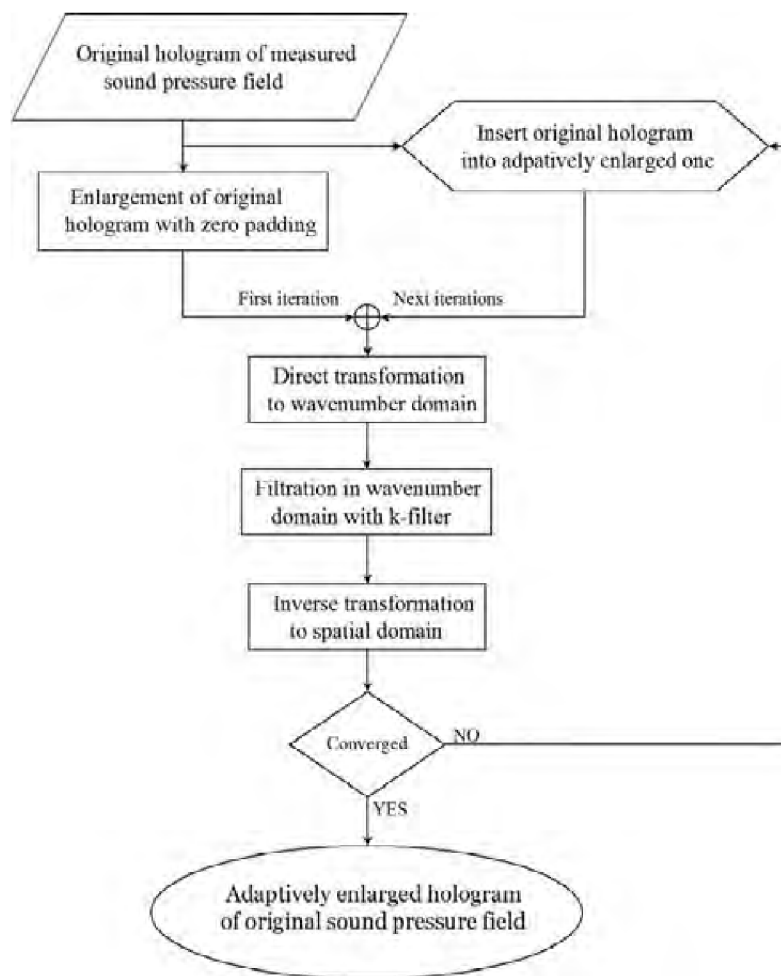 Original hologram of measured
sound pressure field
Insert original hologram
into adpatively enlarged one
Enlargement of original
hologram with zero padding
First iteration
Next iterations
Direct transformation
to wavenumber domain
Filtration in wavenumber
domain with k-filter
Inverse transformation
to spatial domain
Converged
NO
YES
Adaptively enlarged hologram
of original sound pressure field